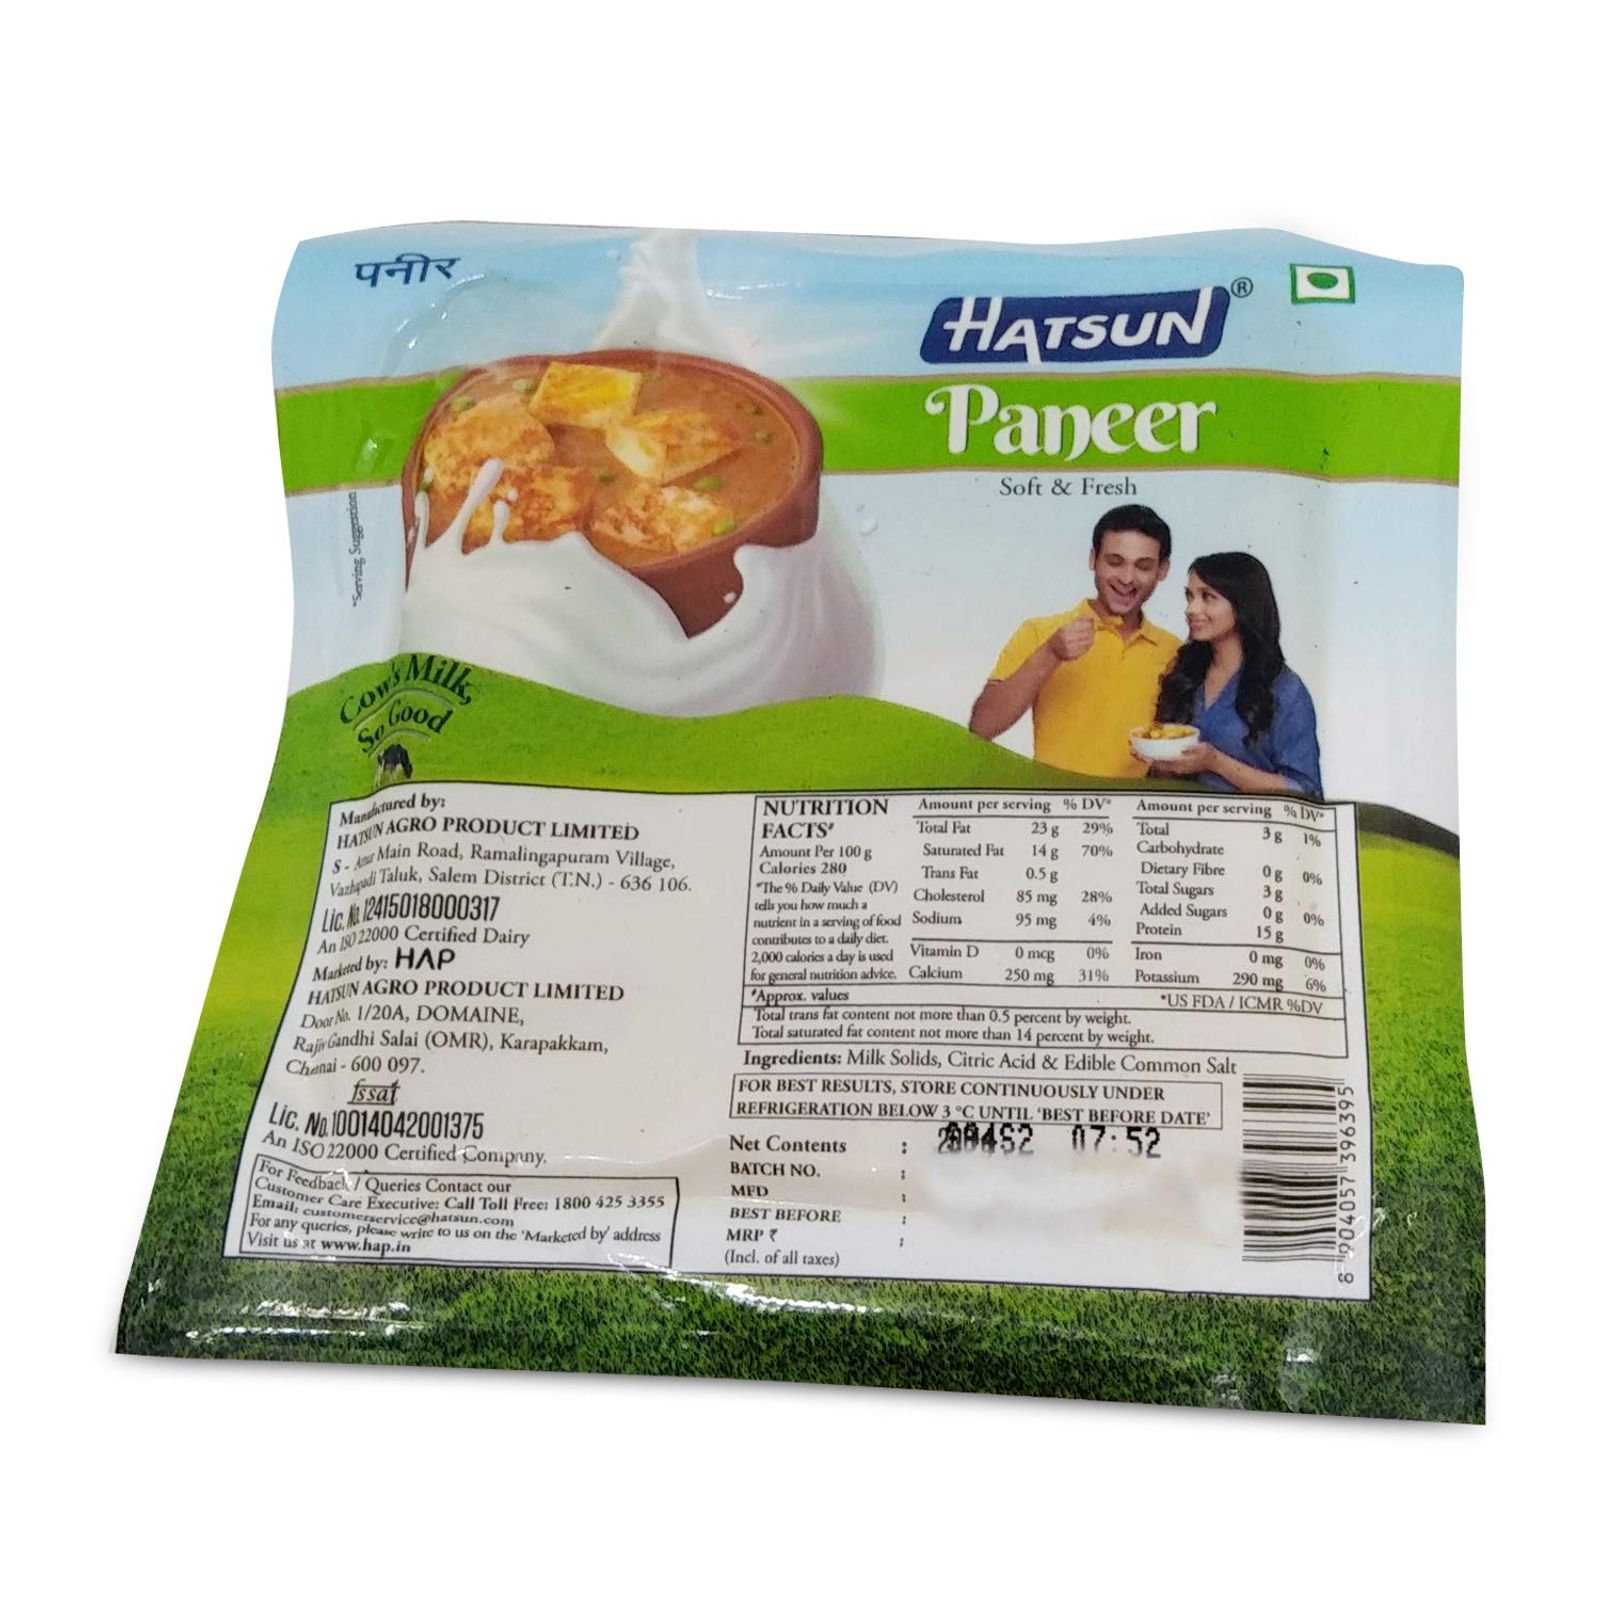 पनीर
HATSUN®
Paneer
Soft & Fresh
*Serving Suggestion
Cow's Milk,
So Good
Manufactured by:
HATSUN AGRO PRODUCT LIMITED
S - Attur Main Road, Ramalingapuram Village,
Vazhapadi Taluk, Salem District (T.N.) - 636 106.
Lic. No. 12415018000317
An ISO 22000 Certified Dairy
Marketed by: HAP
HATSUN AGRO PRODUCT LIMITED
Door No. 1/20A, DOMAINE,
Rajiv Gandhi Salai (OMR), Karapakkam,
Chennai - 600 097.
fssai
Lic. No. 10014042001375
An ISO 22000 Certified Company.
For Feedback / Queries Contact our
Customer Care Executive: Call Toll Free: 1800 425 3355
Email: customerservice@hatsun.com
For any queries, please write to us on the 'Marketed by' address
Visit us at www.hap.in
NUTRITION
FACTS#
Amount Per 100 g
Calories 280
*The % Daily Value (DV)
tells you how much a
nutrient in a serving of food
contributes to a daily diet.
2,000 calories a day is used
for general nutrition advice.
Amount per serving % DV*
Total Fat 23 g 29%
Saturated Fat 14 g 70%
Trans Fat 0.5 g
Cholesterol 85 mg 28%
Sodium 95 mg 4%
Vitamin D 0 mcg 0%
Calcium 250 mg 31%
Amount per serving % DV*
Total 3 g 1%
Carbohydrate
Dietary Fibre 0 g 0%
Total Sugars 3 g
Added Sugars 0 g 0%
Protein 15 g
Iron 0 mg 0%
Potassium 290 mg 6%
#Approx. values
*US FDA / ICMR %DV
Total trans fat content not more than 0.5 percent by weight.
Total saturated fat content not more than 14 percent by weight.
Ingredients: Milk Solids, Citric Acid & Edible Common Salt
FOR BEST RESULTS, STORE CONTINUOUSLY UNDER
REFRIGERATION BELOW 3 °C UNTIL 'BEST BEFORE DATE'
Net Contents : 07:52
BATCH NO. :
MFD :
BEST BEFORE :
MRP ₹ :
(Incl. of all taxes)
8 904057 396395